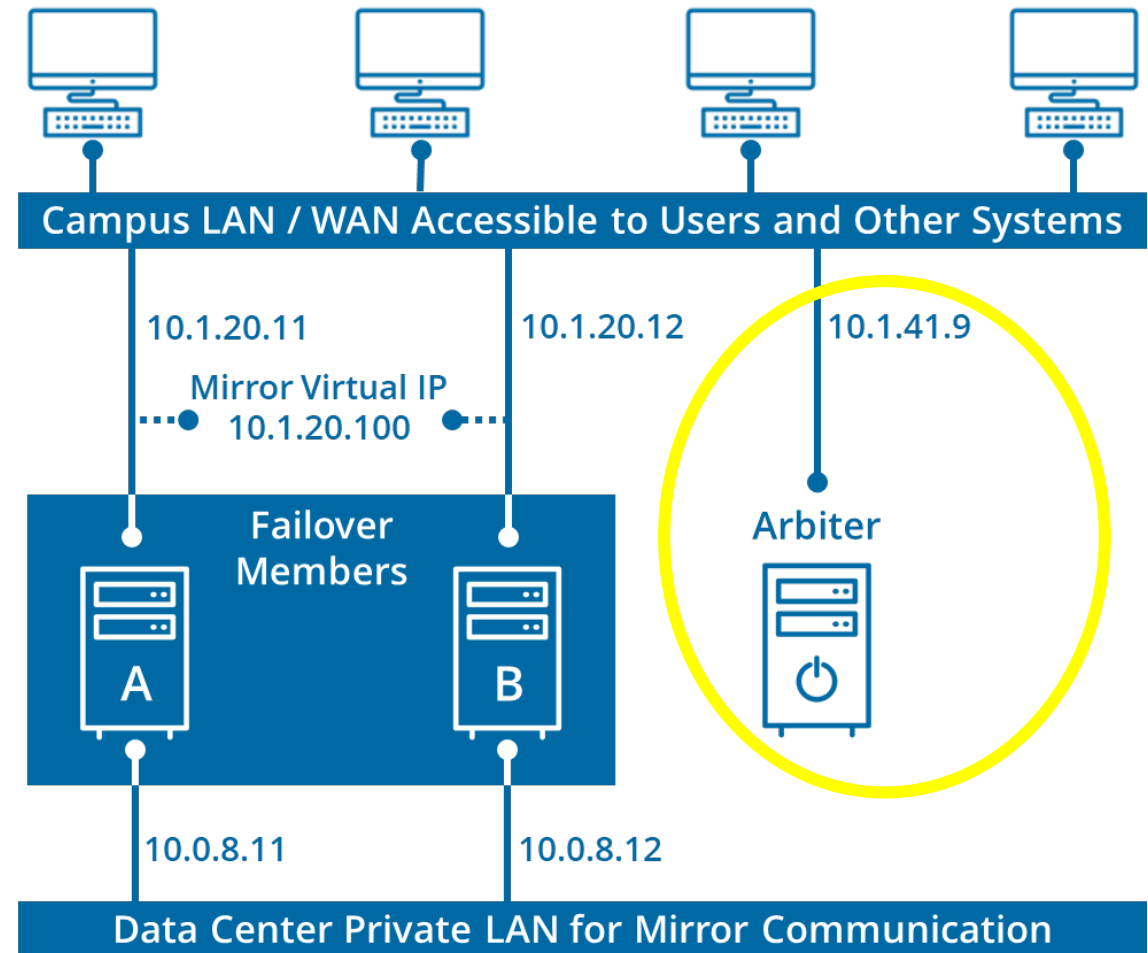 Campus LAN / WAN Accessible to Users and Other Systems
10.1.20.11
10.1.20.12
10.1.41.9
Mirror Virtual IP
10.1.20.100
Failover
Members
Arbiter
A
B
10.0.8.11
10.0.8.12
Data Center Private LAN for Mirror Communication